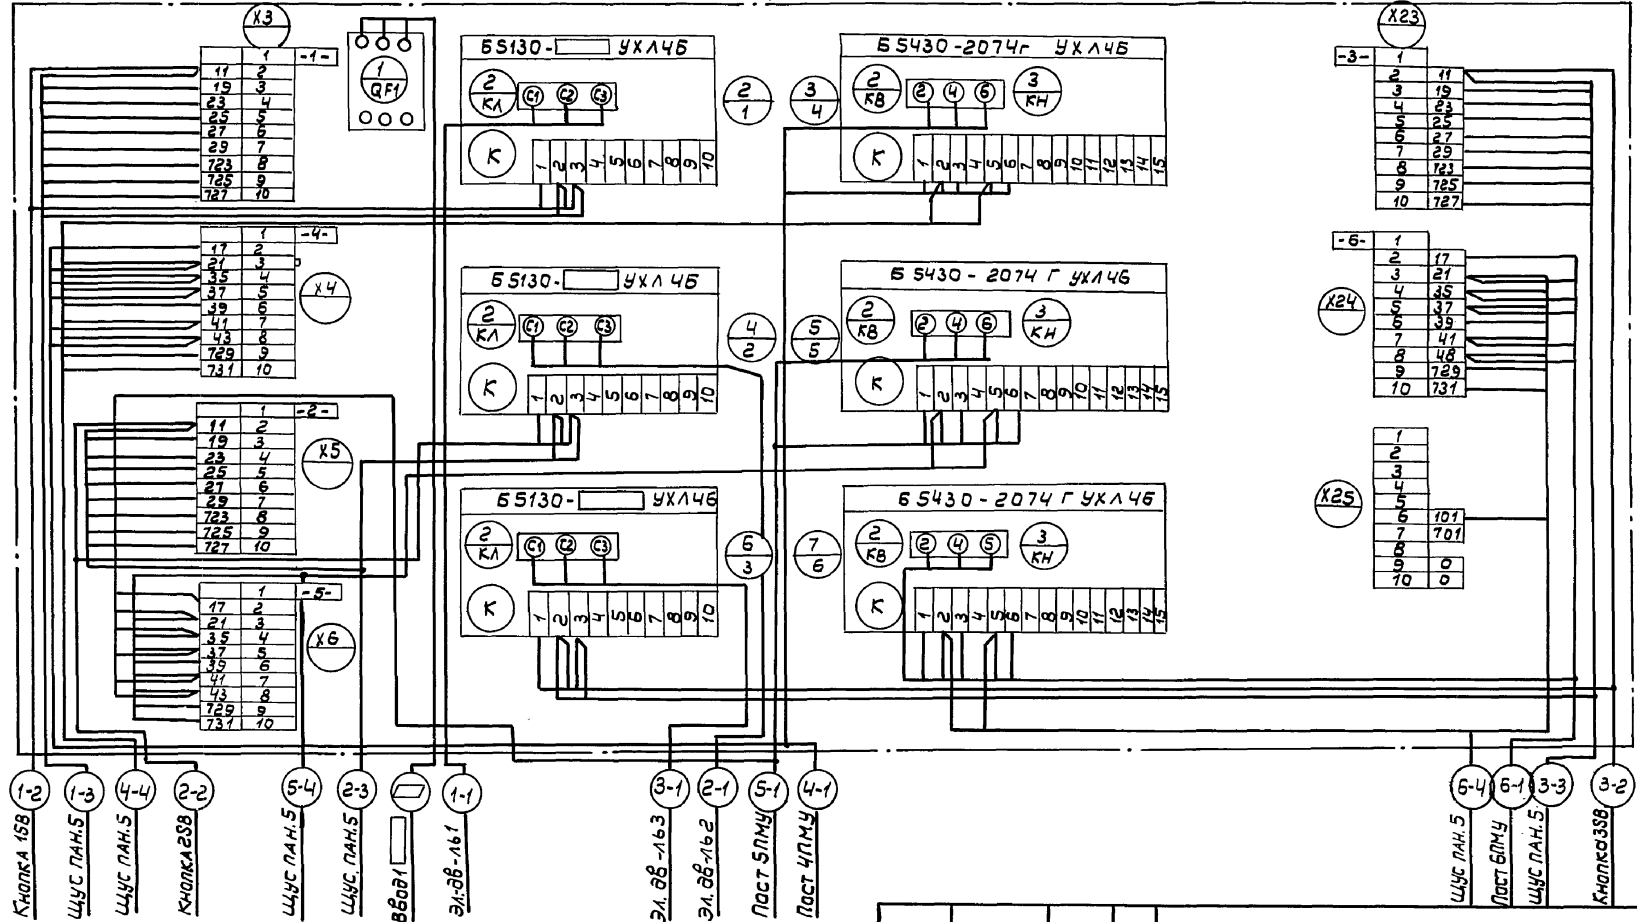 X3
1 -1-
11 2
19 3
23 4
25 5
27 6
29 7
723 8
725 9
727 10
1
QF1
Б5130- УХЛ4Б
2
КЛ
С1 С2 С3
К
1 2 3 4 5 6 7 8 9 10
2
1
3
4
Б5430-2074г УХЛ4Б
2
КВ
2 4 6
3
КН
К
1 2 3 4 5 6 7 8 9 10 11 12 13 14 15
X23
-3- 1
2 11
3 19
4 23
5 25
6 27
7 29
8 723
9 725
10 727
1 -4-
17 2
21 3
35 4
37 5
39 6
41 7
43 8
729 9
731 10
X4
Б5130- УХЛ4Б
2
КЛ
С1 С2 С3
К
1 2 3 4 5 6 7 8 9 10
4
2
5
5
Б5430-2074 Г УХЛ4Б
2
КВ
2 4 6
3
КН
К
1 2 3 4 5 6 7 8 9 10 11 12 13 14 15
-6- 1
2 17
3 21
4 35
5 37
6 39
7 41
8 48
9 729
10 731
X24
1 -2-
11 2
19 3
23 4
25 5
27 6
29 7
723 8
725 9
727 10
X5
Б5130- УХЛ4Б
2
КЛ
С1 С2 С3
К
1 2 3 4 5 6 7 8 9 10
6
3
7
6
Б5430-2074 Г УХЛ4Б
2
КВ
2 4 5
3
КН
К
1 2 3 4 5 6 7 8 9 10 11 12 13 14 15
1
2
3
4
5
6 101
7 701
8
9 0
10 0
X25
1 -5-
17 2
21 3
35 4
37 5
39 6
41 7
43 8
729 9
731 10
X6
1-2
1-3
4-4
2-2
5-4
2-3
1-1
3-1
2-1
5-1
4-1
6-4
6-1
3-3
3-2
Кнопка 1SВ
ЩУС ПАН.5
ЩУС ПАН.5
Кнопка 2SВ
ЩУС ПАН.5
ЩУС. ПАН.5
Ввод1
Эл.дв-ль1
Эл.дв-ль3
Эл.дв-ль2
Пост 5ПМУ
Пост 4ПМУ
ЩУС ПАН.5
Пост 6ПМУ
ЩУС ПАН.5
Кнопка3SВ